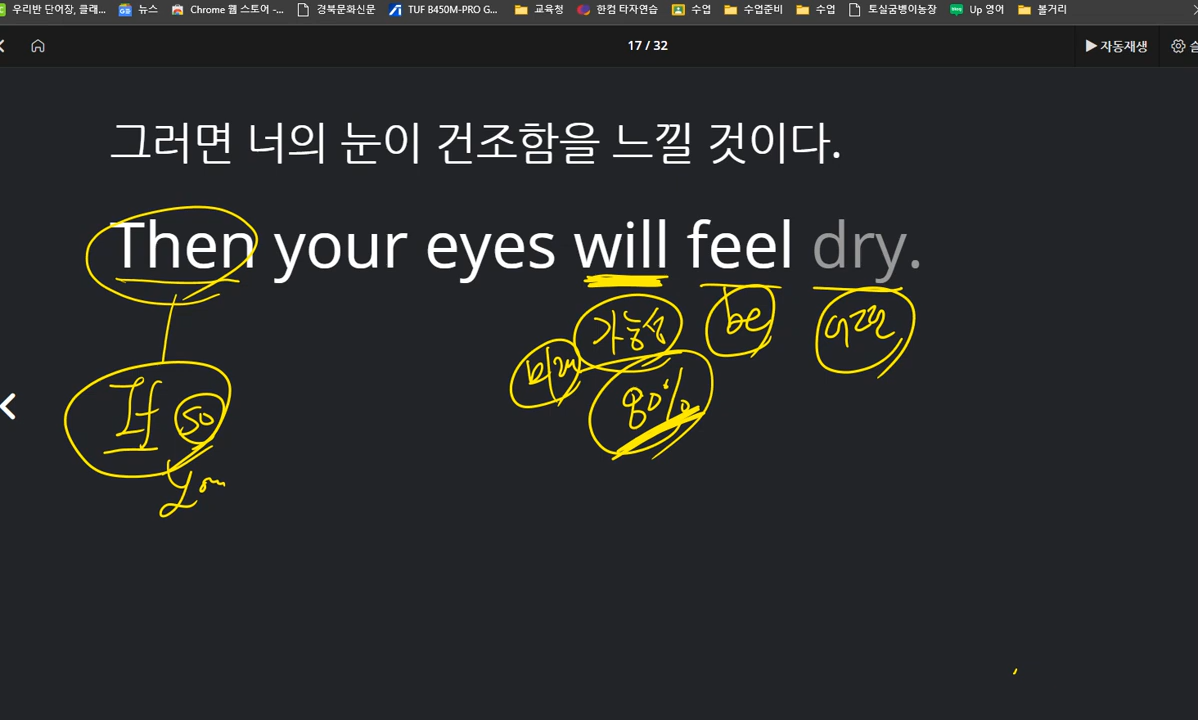 우리반 단어장, 클래... 뉴스 Chrome 웹 스토어 -... 경북문화신문 TUF B450M-PRO G... 교육청 한컴 타자연습 수업 수업준비 수업 토실굼벵이농장 Up 영어 볼거리
17 / 32 자동재생 슬
그러면 너의 눈이 건조함을 느낄 것이다.
Then your eyes will feel dry.
가능성 be
80%
If so
you